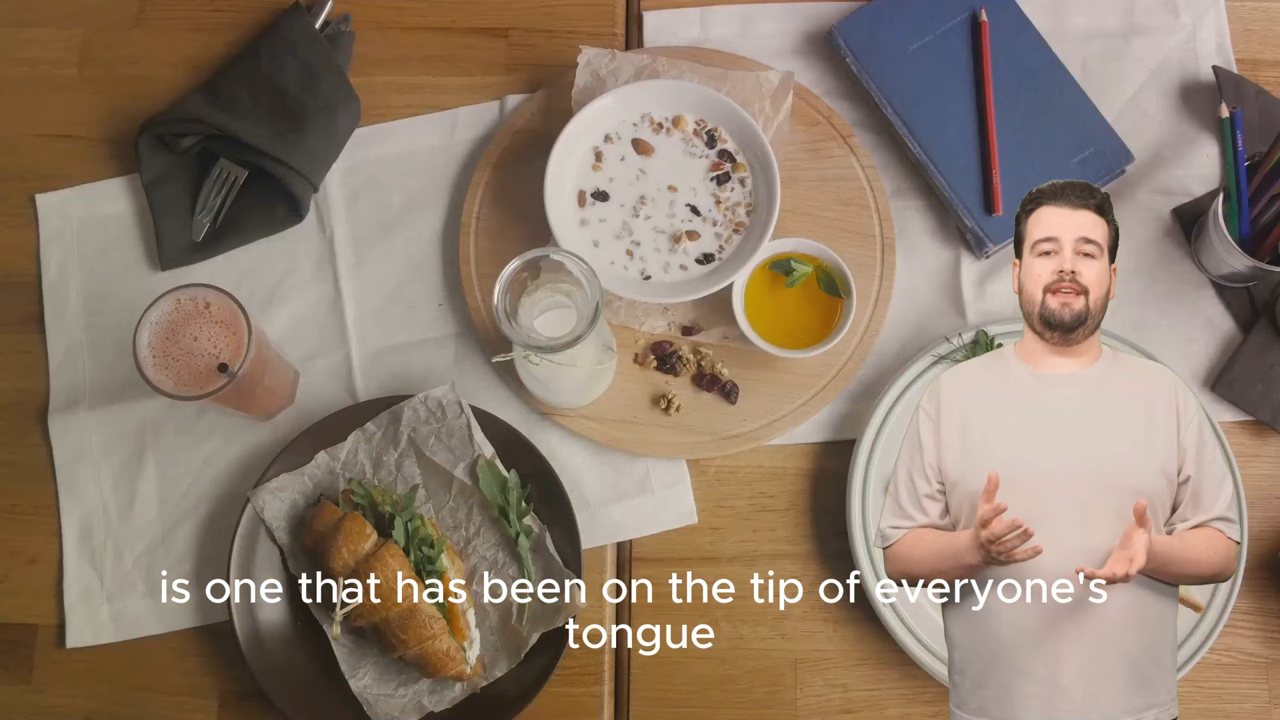 is one that has been on the tip of everyone's
tongue